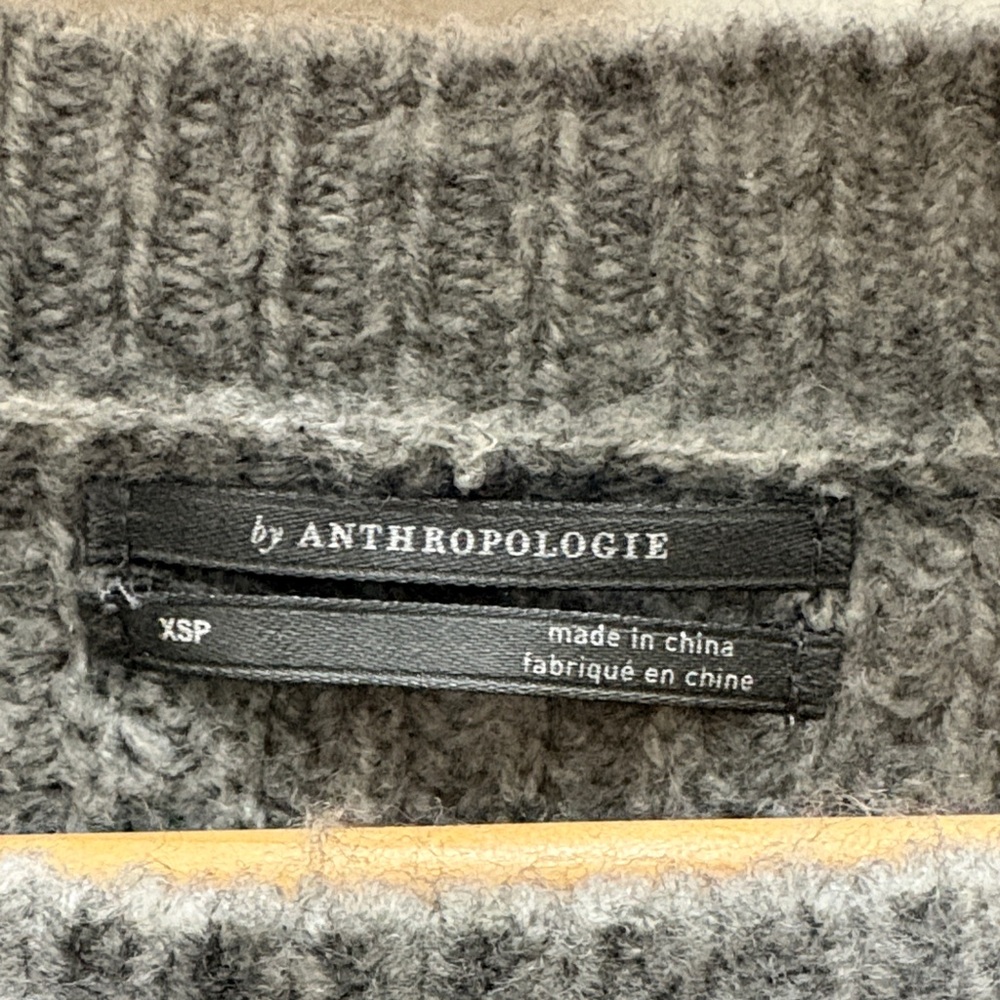 by ANTHROPOLOGIE
XSP
made in china
fabriqué en chine